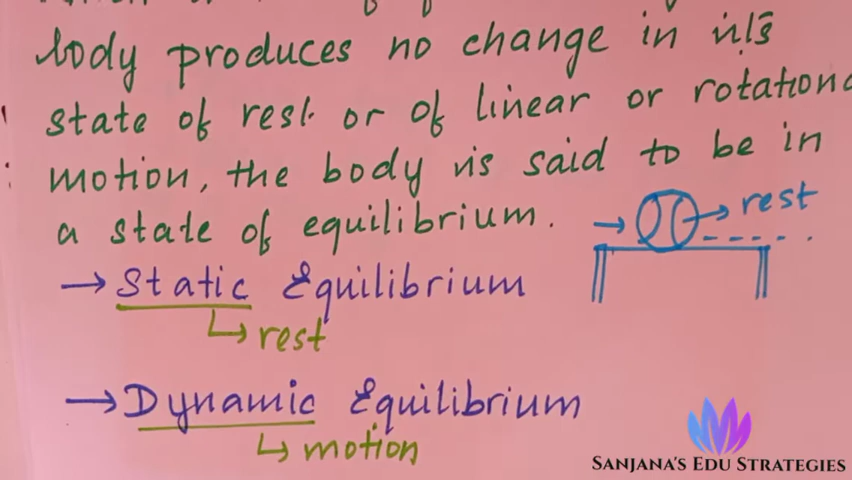 body produces no change in its
state of rest or of linear or rotationa
motion, the body is said to be in
a state of equilibrium.
→ rest
→ Static Equilibrium
↳ rest
→ Dynamic Equilibrium
↳ motion
SANJANA'S EDU STRATEGIES